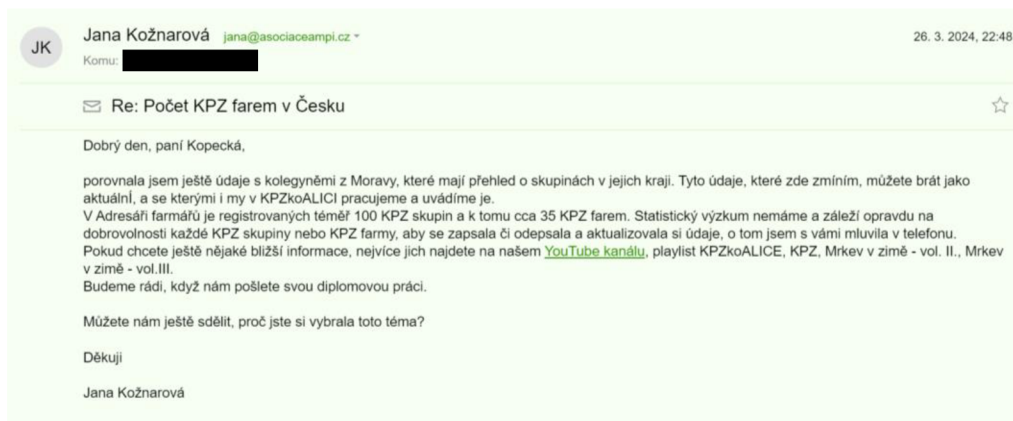 JK
Jana Kožnarová jana@asociaceampi.cz
26. 3. 2024, 22:48
Komu:
Re: Počet KPZ farem v Česku
Dobrý den, paní Kopecká,
porovnala jsem ještě údaje s kolegyněmi z Moravy, které mají přehled o skupinách v jejich kraji. Tyto údaje, které zde zmíním, můžete brát jako
aktuálnÍ, a se kterými i my v KPZkoALICI pracujeme a uvádíme je.
V Adresáři farmářů je registrovaných téměř 100 KPZ skupin a k tomu cca 35 KPZ farem. Statistický výzkum nemáme a záleží opravdu na
dobrovolnosti každé KPZ skupiny nebo KPZ farmy, aby se zapsala či odepsala a aktualizovala si údaje, o tom jsem s vámi mluvila v telefonu.
Pokud chcete ještě nějaké bližší informace, nejvíce jich najdete na našem YouTube kanálu, playlist KPZkoALICE, KPZ, Mrkev v zimě - vol. II., Mrkev
v zimě - vol.III.
Budeme rádi, když nám pošlete svou diplomovou práci.
Můžete nám ještě sdělit, proč jste si vybrala toto téma?
Děkuji
Jana Kožnarová